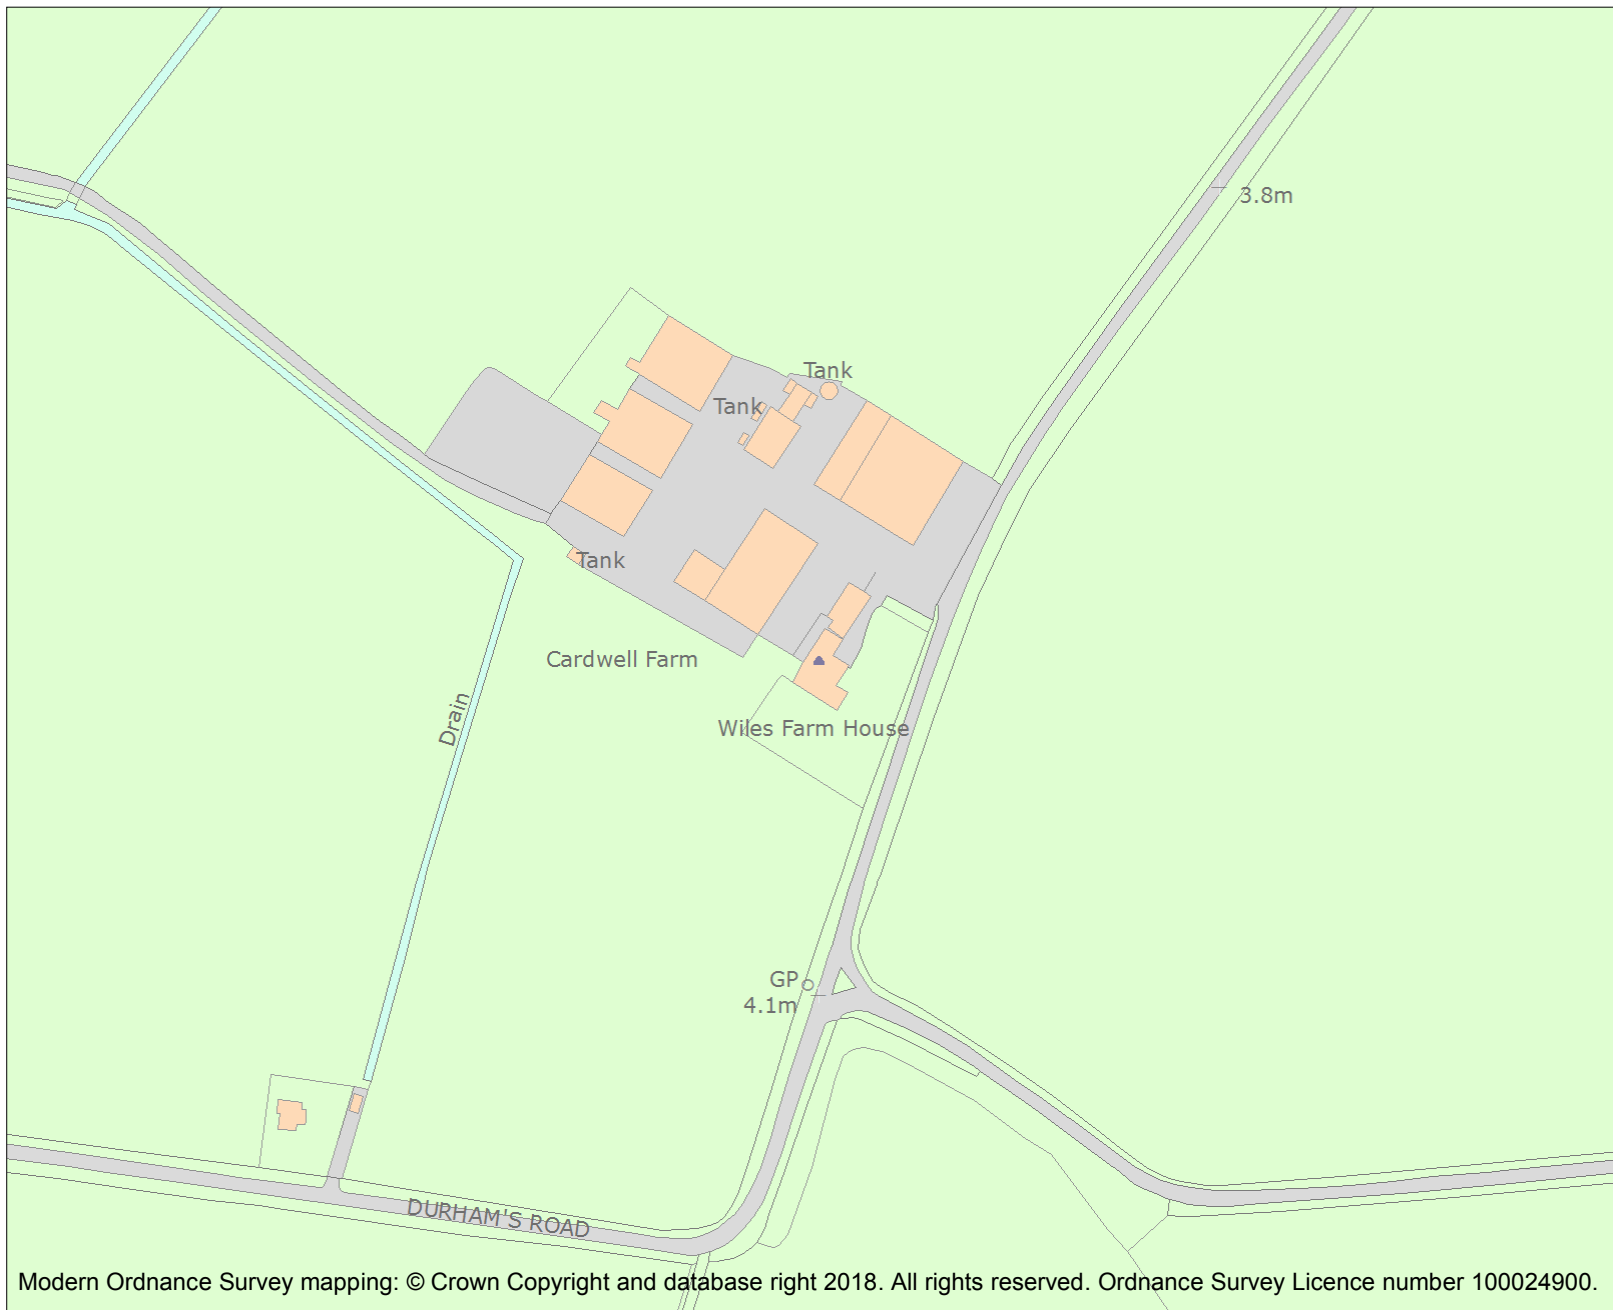 3.8m
Tank
Tank
Tank
Cardwell Farm
Drain
Wiles Farm House
GP
4.1m
DURHAM'S ROAD
Modern Ordnance Survey mapping: © Crown Copyright and database right 2018. All rights reserved. Ordnance Survey Licence number 100024900.